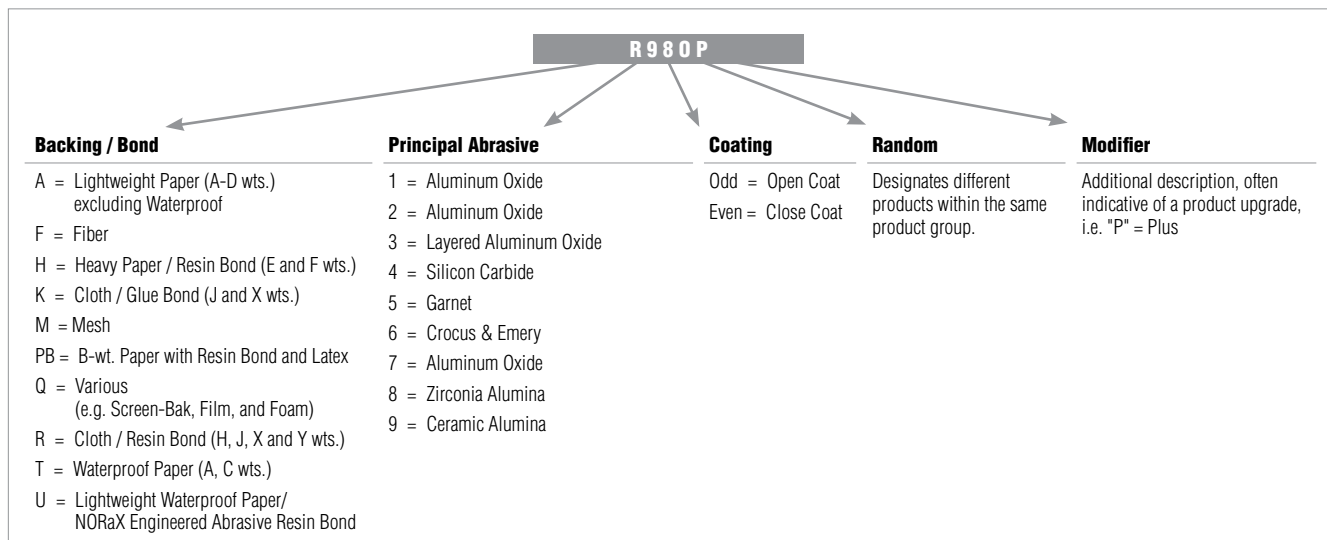 R980P
Backing / Bond
A = Lightweight Paper (A-D wts.)
excluding Waterproof
F = Fiber
H = Heavy Paper / Resin Bond (E and F wts.)
K = Cloth / Glue Bond (J and X wts.)
M = Mesh
PB = B-wt. Paper with Resin Bond and Latex
Q = Various
(e.g. Screen-Bak, Film, and Foam)
R = Cloth / Resin Bond (H, J, X and Y wts.)
T = Waterproof Paper (A, C wts.)
U = Lightweight Waterproof Paper/
NORaX Engineered Abrasive Resin Bond
Principal Abrasive
1 = Aluminum Oxide
2 = Aluminum Oxide
3 = Layered Aluminum Oxide
4 = Silicon Carbide
5 = Garnet
6 = Crocus & Emery
7 = Aluminum Oxide
8 = Zirconia Alumina
9 = Ceramic Alumina
Coating
Odd = Open Coat
Even = Close Coat
Random
Designates different
products within the same
product group.
Modifier
Additional description, often
indicative of a product upgrade,
i.e. "P" = Plus